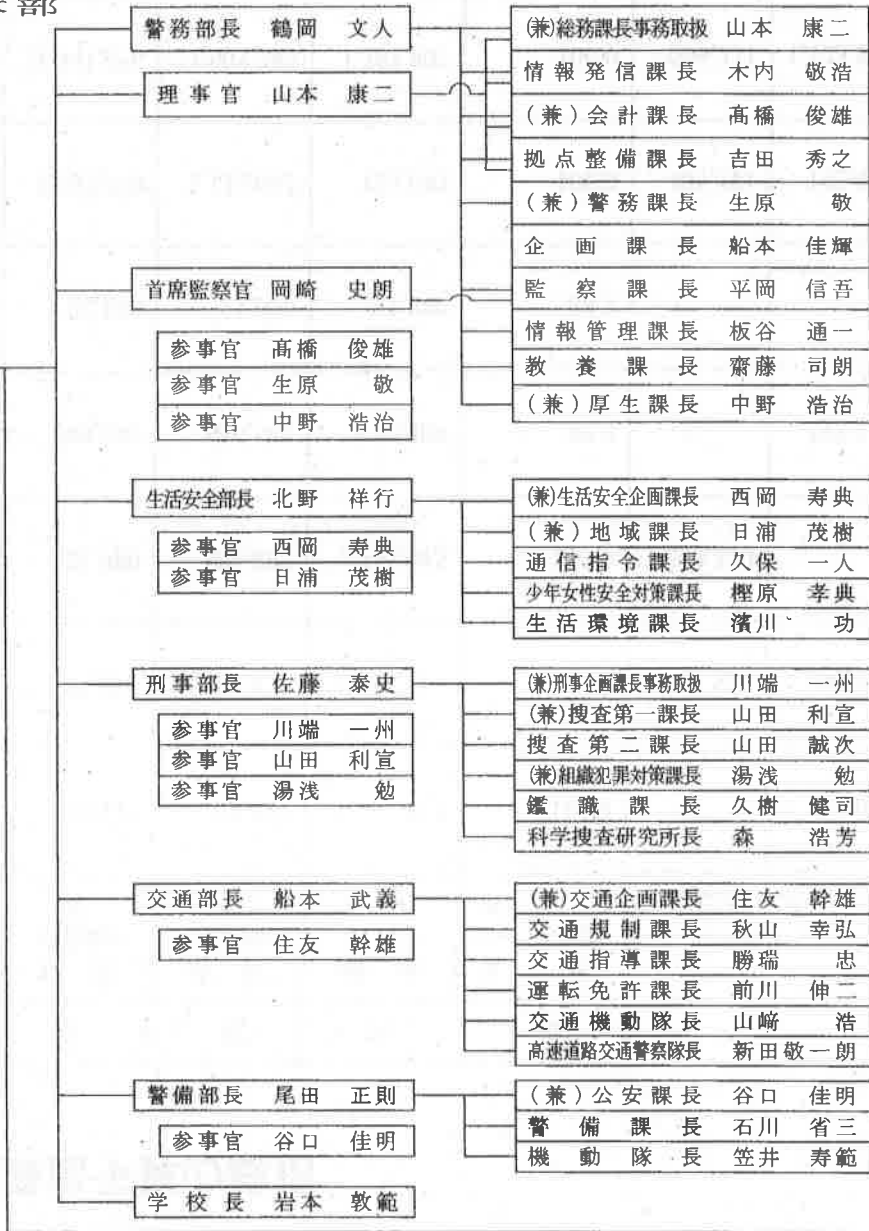 部
警務部長 鶴岡 文人
理事官 山本 康二
首席監察官 岡崎 史朗
参事官 髙橋 俊雄
参事官 生原 敬
参事官 中野 浩治
(兼)総務課長事務取扱 山本 康二
情報発信課長 木内 敬浩
(兼)会計課長 髙橋 俊雄
拠点整備課長 吉田 秀之
(兼)警務課長 生原 敬
企画課長 船本 佳輝
監察課長 平岡 信吾
情報管理課長 板谷 通一
教養課長 齋藤 司朗
(兼)厚生課長 中野 浩治
生活安全部長 北野 祥行
参事官 西岡 寿典
参事官 日浦 茂樹
(兼)生活安全企画課長 西岡 寿典
(兼)地域課長 日浦 茂樹
通信指令課長 久保 一人
少年女性安全対策課長 樫原 孝典
生活環境課長 濱川 功
刑事部長 佐藤 泰史
参事官 川端 一州
参事官 山田 利宣
参事官 湯浅 勉
(兼)刑事企画課長事務取扱 川端 一州
(兼)捜査第一課長 山田 利宣
捜査第二課長 山田 誠次
(兼)組織犯罪対策課長 湯浅 勉
鑑識課長 久樹 健司
科学捜査研究所長 森 浩芳
交通部長 船本 武義
参事官 住友 幹雄
(兼)交通企画課長 住友 幹雄
交通規制課長 秋山 幸弘
交通指導課長 勝瑞 忠
運転免許課長 前川 伸二
交通機動隊長 山﨑 浩
高速道路交通警察隊長 新田 敬一朗
警備部長 尾田 正則
参事官 谷口 佳明
(兼)公安課長 谷口 佳明
警備課長 石川 省三
機動隊長 笠井 寿範
学校長 岩本 敦範